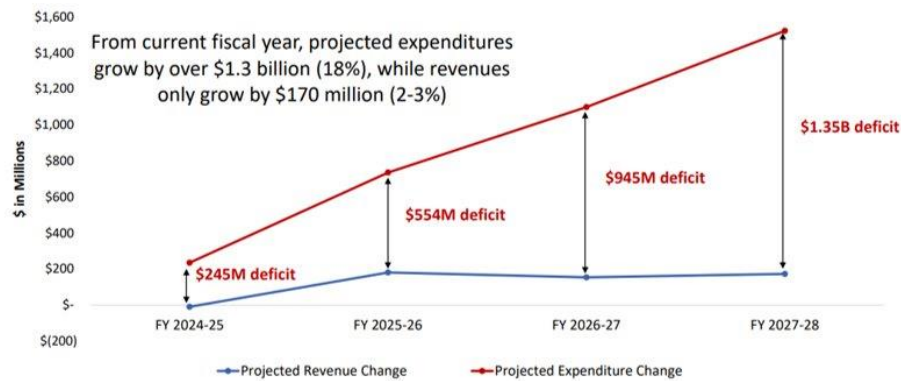 $1,600
From current fiscal year, projected expenditures
grow by over $1.3 billion (18%), while revenues
only grow by $170 million (2-3%)
$1,400
$1,200
$1,000
$800
$600
$400
$200
$-
$(200)
$ in Millions
$245M deficit
$554M deficit
$945M deficit
$1.35B deficit
FY 2024-25 FY 2025-26 FY 2026-27 FY 2027-28
Projected Revenue Change Projected Expenditure Change